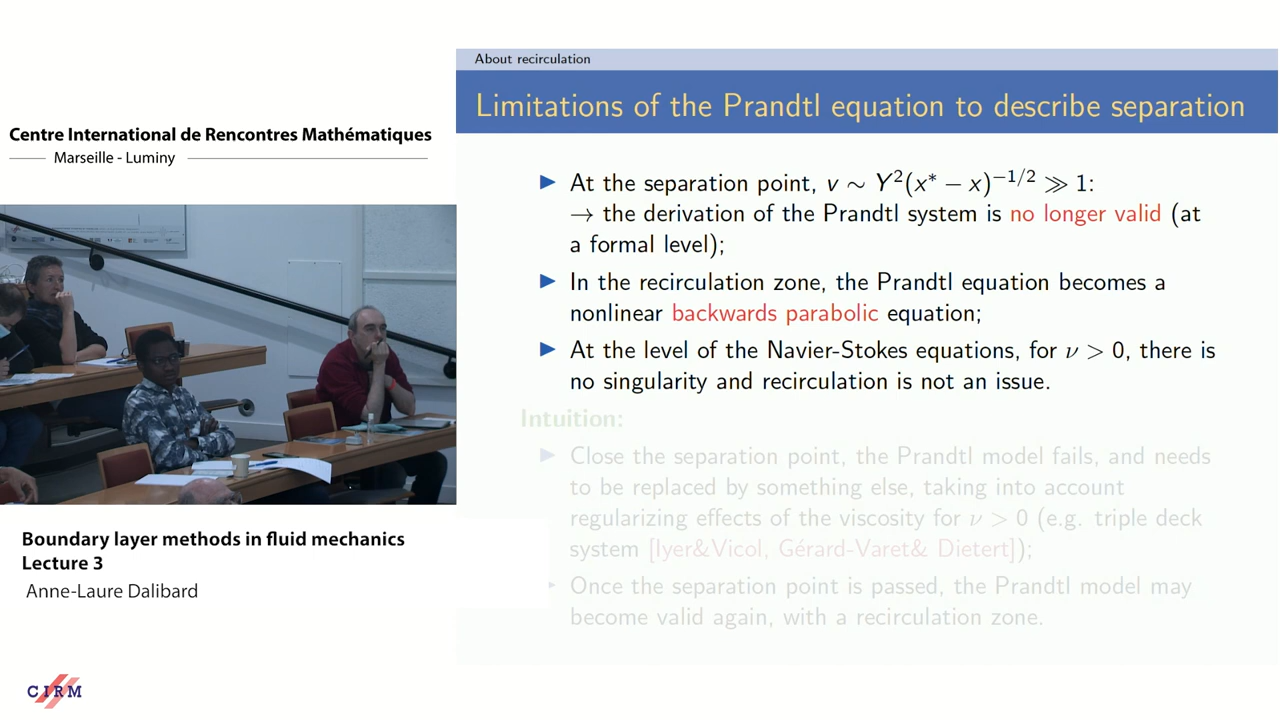 About recirculation
Limitations of the Prandtl equation to describe separation
Centre International de Rencontres Mathématiques
Marseille - Luminy
▶ At the separation point, v ∼ Y²(x* − x)^{−1/2} ≫ 1:
→ the derivation of the Prandtl system is no longer valid (at
a formal level);
▶ In the recirculation zone, the Prandtl equation becomes a
nonlinear backwards parabolic equation;
▶ At the level of the Navier-Stokes equations, for ν > 0, there is
no singularity and recirculation is not an issue.
Intuition:
▶ Close the separation point, the Prandtl model fails, and needs
to be replaced by something else, taking into account
regularizing effects of the viscosity for ν > 0 (e.g. triple deck
system [Iyer&Vicol, Gérard-Varet& Dietert]);
▶ Once the separation point is passed, the Prandtl model may
become valid again, with a recirculation zone.
Boundary layer methods in fluid mechanics
Lecture 3
Anne-Laure Dalibard
CIRM